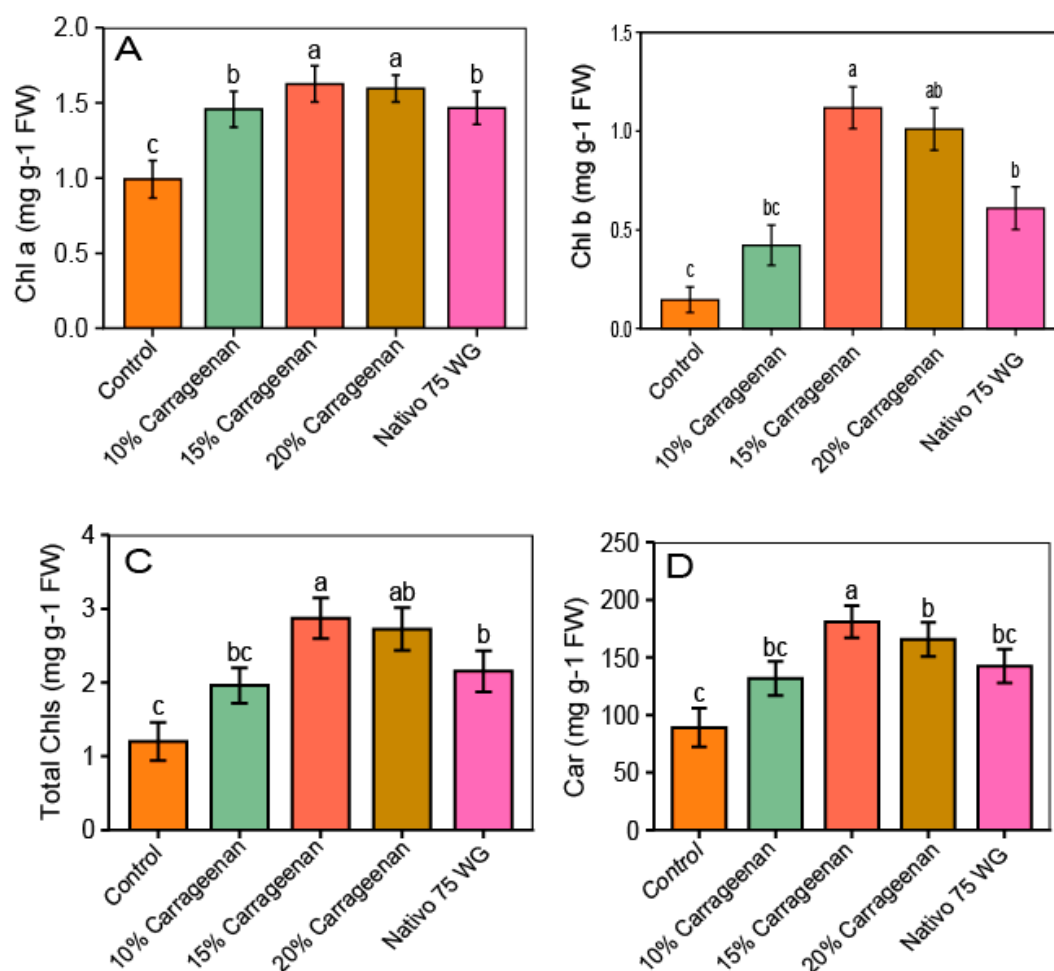 A
Chl a (mg g-1 FW)
2.0
1.5
1.0
0.5
0.0
c
b
a
a
b
Control
10% Carrageenan
15% Carrageenan
20% Carrageenan
Nativo 75 WG
Chl b (mg g-1 FW)
1.5
1.0
0.5
0.0
c
bc
a
ab
b
Control
10% Carrageenan
15% Carrageenan
20% Carrageenan
Nativo 75 WG
C
Total Chls (mg g-1 FW)
4
3
2
1
0
c
bc
a
ab
b
Control
10% Carrageenan
15% Carrageenan
20% Carrageenan
Nativo 75 WG
D
Car (mg g-1 FW)
250
200
150
100
50
0
c
bc
a
b
bc
Control
10% Carrageenan
15% Carrageenan
20% Carrageenan
Nativo 75 WG